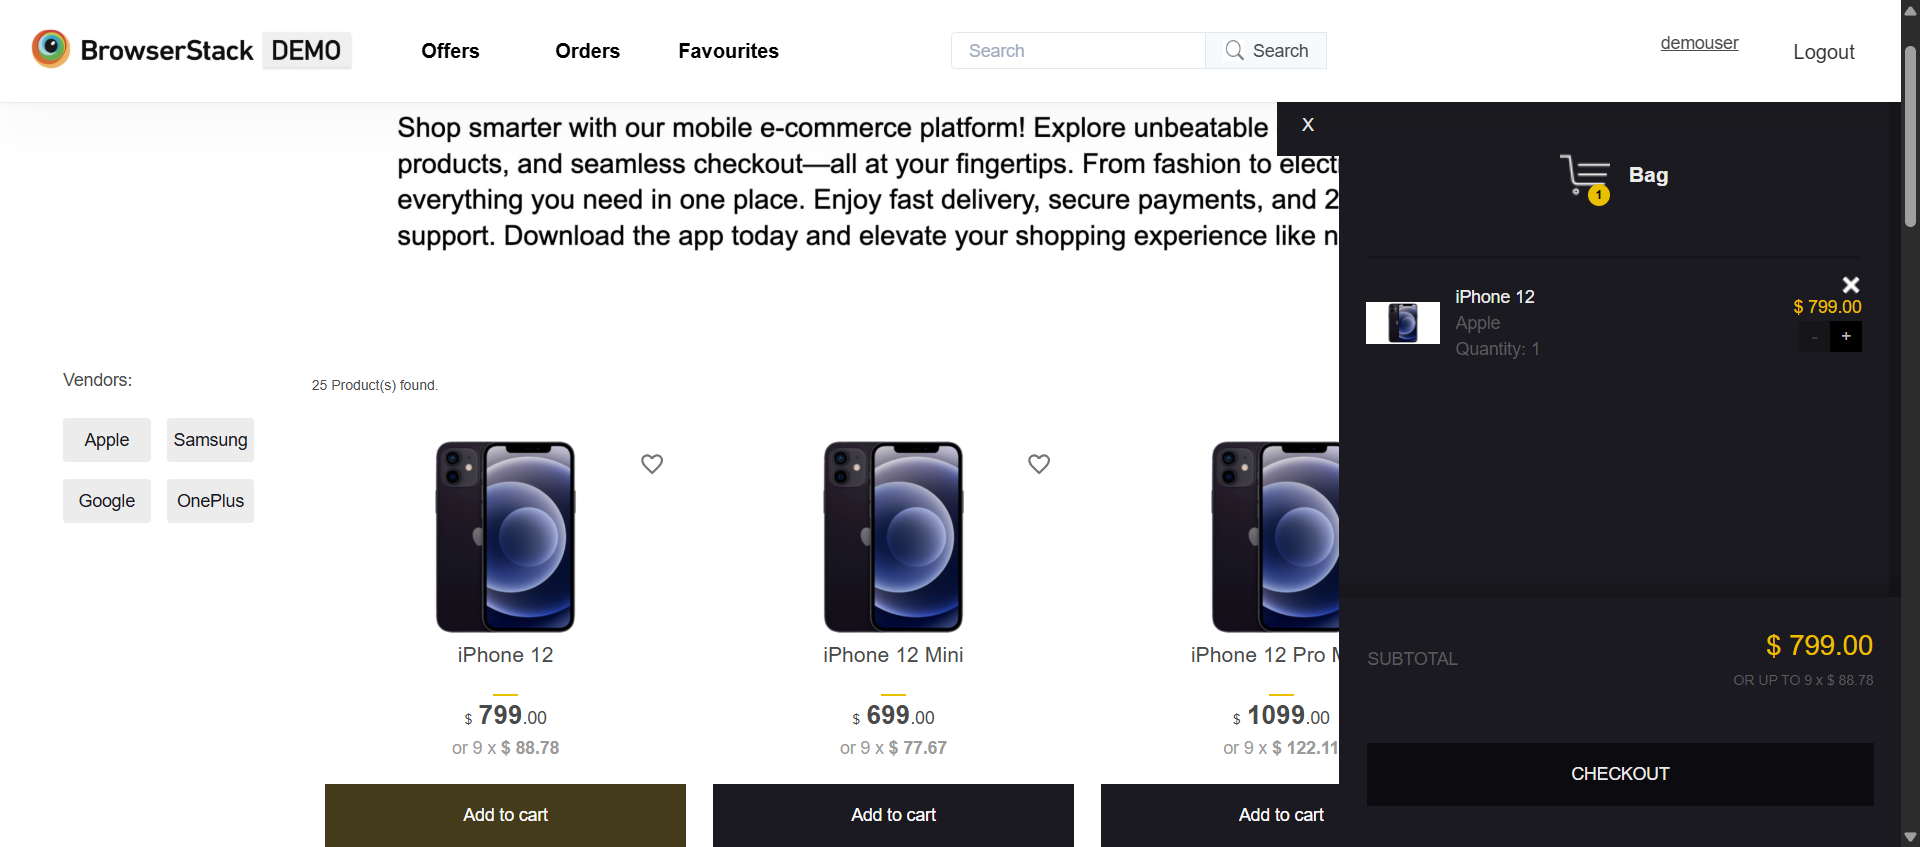 BrowserStack DEMO
Offers
Orders
Favourites
Search
Search
demouser
Logout
Shop smarter with our mobile e-commerce platform! Explore unbeatable
products, and seamless checkout—all at your fingertips. From fashion to elect
everything you need in one place. Enjoy fast delivery, secure payments, and 2
support. Download the app today and elevate your shopping experience like n
X
1
Bag
iPhone 12
Apple
Quantity: 1
$ 799.00
-
+
SUBTOTAL
$ 799.00
OR UP TO 9 x $ 88.78
CHECKOUT
Vendors:
Apple
Samsung
Google
OnePlus
25 Product(s) found.
iPhone 12
$ 799.00
or 9 x $ 88.78
Add to cart
iPhone 12 Mini
$ 699.00
or 9 x $ 77.67
Add to cart
iPhone 12 Pro
$ 1099.00
or 9 x $ 122.11
Add to cart